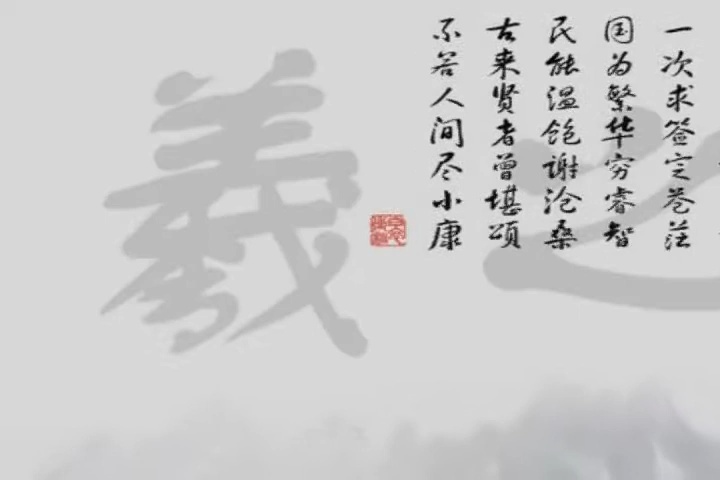 一次求签定苍茫
国为繁华穷睿智
民能温饱谢沧桑
古来贤者曾堪颂
不若人间尽小康
羲